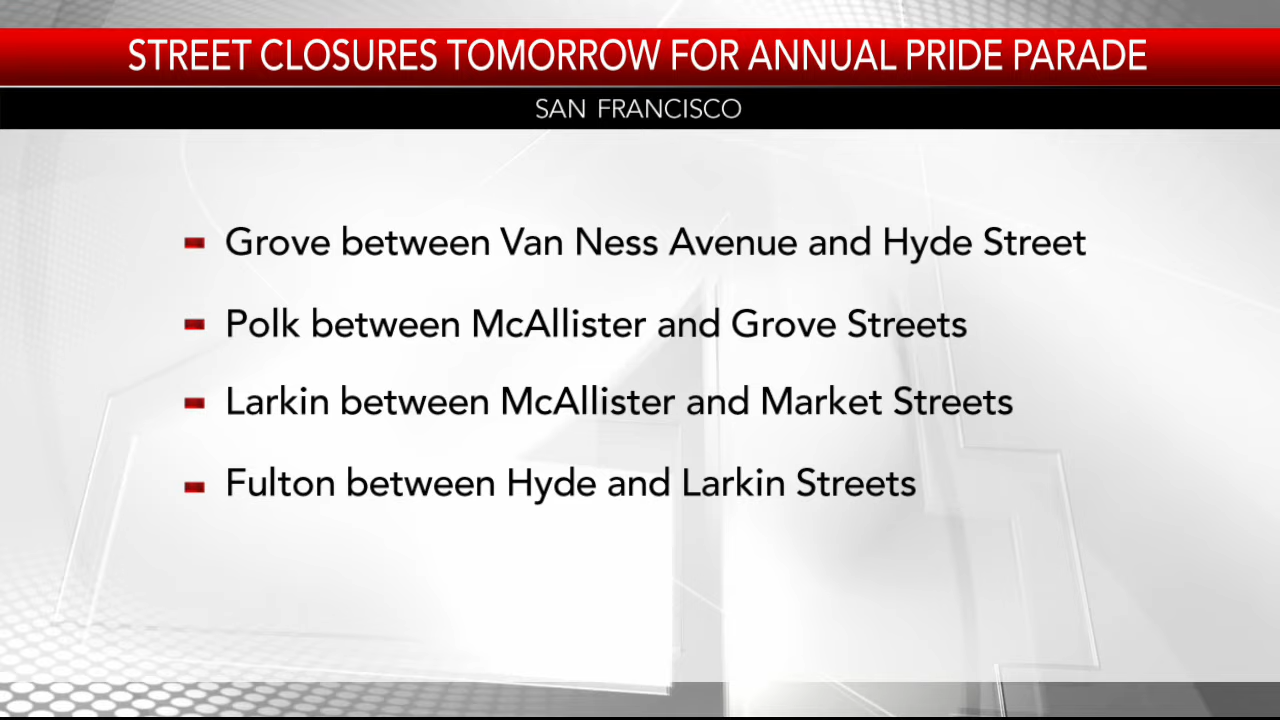 STREET CLOSURES TOMORROW FOR ANNUAL PRIDE PARADE
SAN FRANCISCO
Grove between Van Ness Avenue and Hyde Street
Polk between McAllister and Grove Streets
Larkin between McAllister and Market Streets
Fulton between Hyde and Larkin Streets